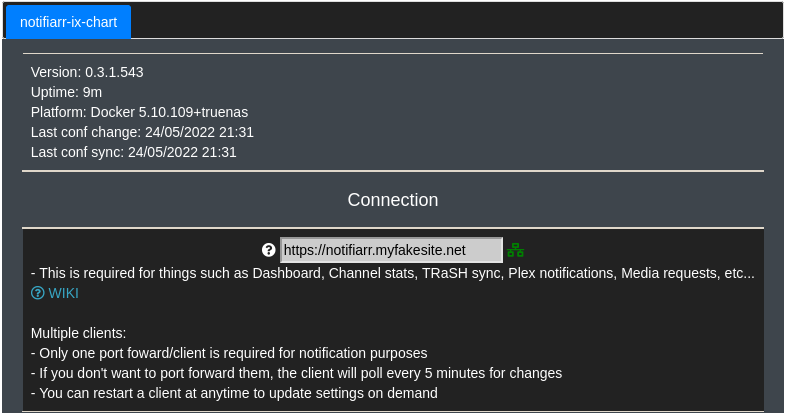 notifiarr-ix-chart
Version: 0.3.1.543
Uptime: 9m
Platform: Docker 5.10.109+truenas
Last conf change: 24/05/2022 21:31
Last conf sync: 24/05/2022 21:31
Connection
https://notifiarr.myfakesite.net
- This is required for things such as Dashboard, Channel stats, TRaSH sync, Plex notifications, Media requests, etc...
WIKI
Multiple clients:
- Only one port foward/client is required for notification purposes
- If you don't want to port forward them, the client will poll every 5 minutes for changes
- You can restart a client at anytime to update settings on demand